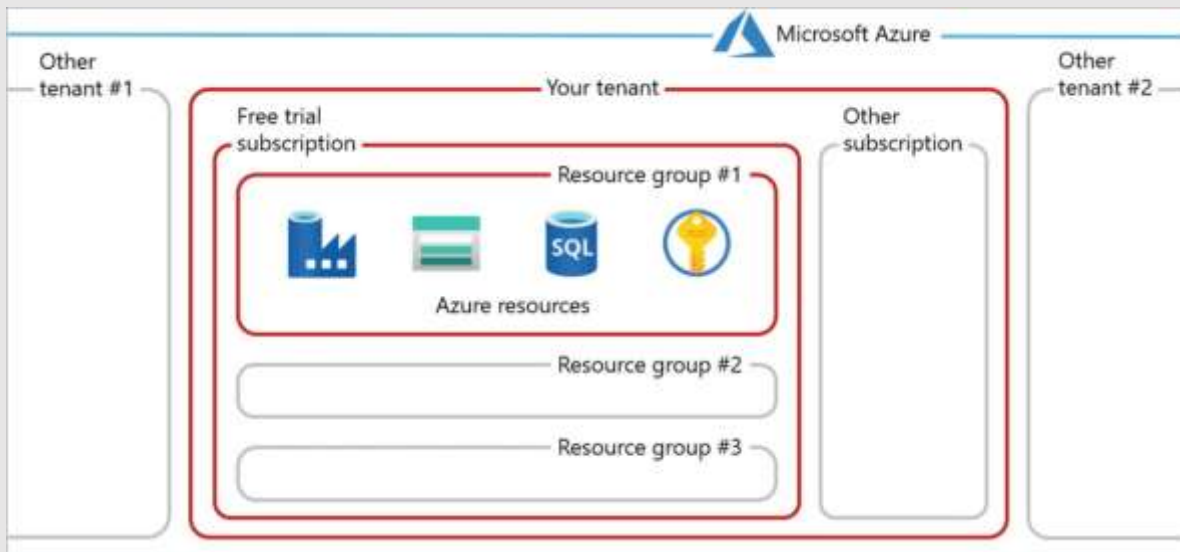 Microsoft Azure
Other
tenant #1
Your tenant
Other
tenant #2
Free trial
subscription
Other
subscription
Resource group #1
SQL
Azure resources
Resource group #2
Resource group #3